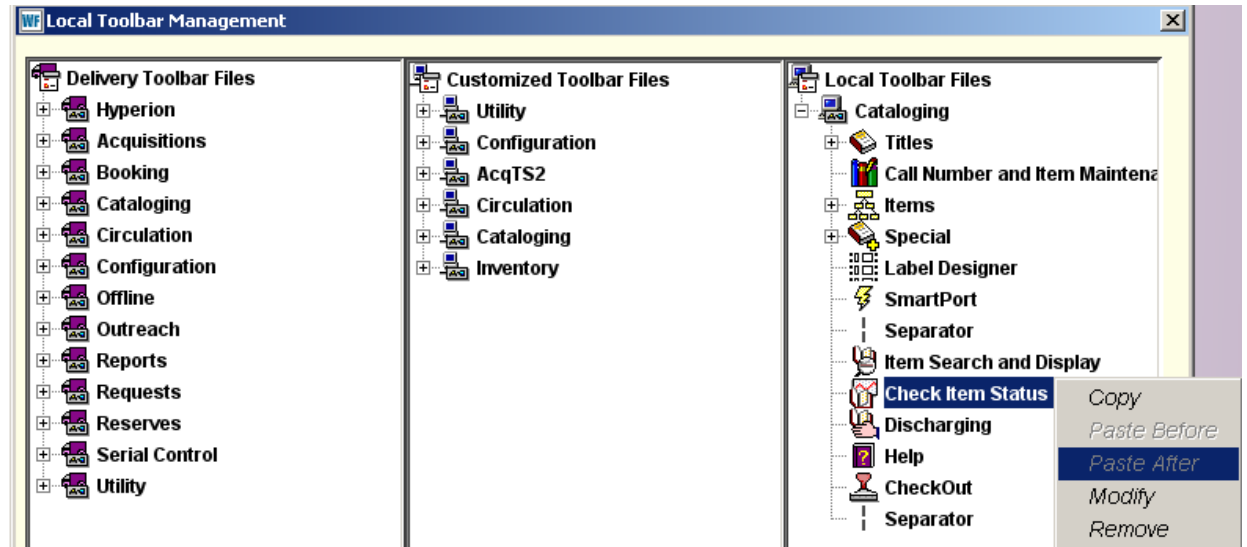 WF Local Toolbar Management
Delivery Toolbar Files
Hyperion
Acquisitions
Booking
Cataloging
Circulation
Configuration
Offline
Outreach
Reports
Requests
Reserves
Serial Control
Utility
Customized Toolbar Files
Utility
Configuration
AcqTS2
Circulation
Cataloging
Inventory
Local Toolbar Files
Cataloging
Titles
Call Number and Item Maintena
Items
Special
Label Designer
SmartPort
Separator
Item Search and Display
Check Item Status
Discharging
Help
CheckOut
Separator
Copy
Paste Before
Paste After
Modify
Remove